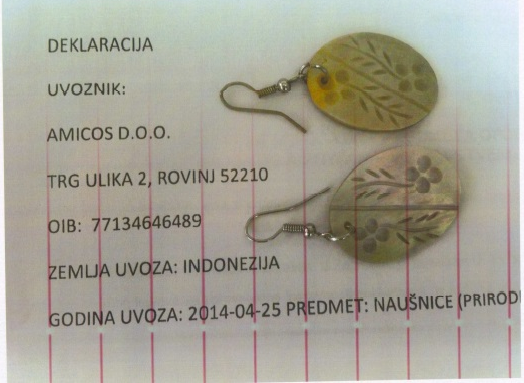 DEKLARACIJA
UVOZNIK:
AMICOS D.O.O.
TRG ULIKA 2, ROVINJ 52210
OIB: 77134646489
ZEMLJA UVOZA: INDONEZIJA
GODINA UVOZA: 2014-04-25 PREDMET: NAUŠNICE (PRIROD